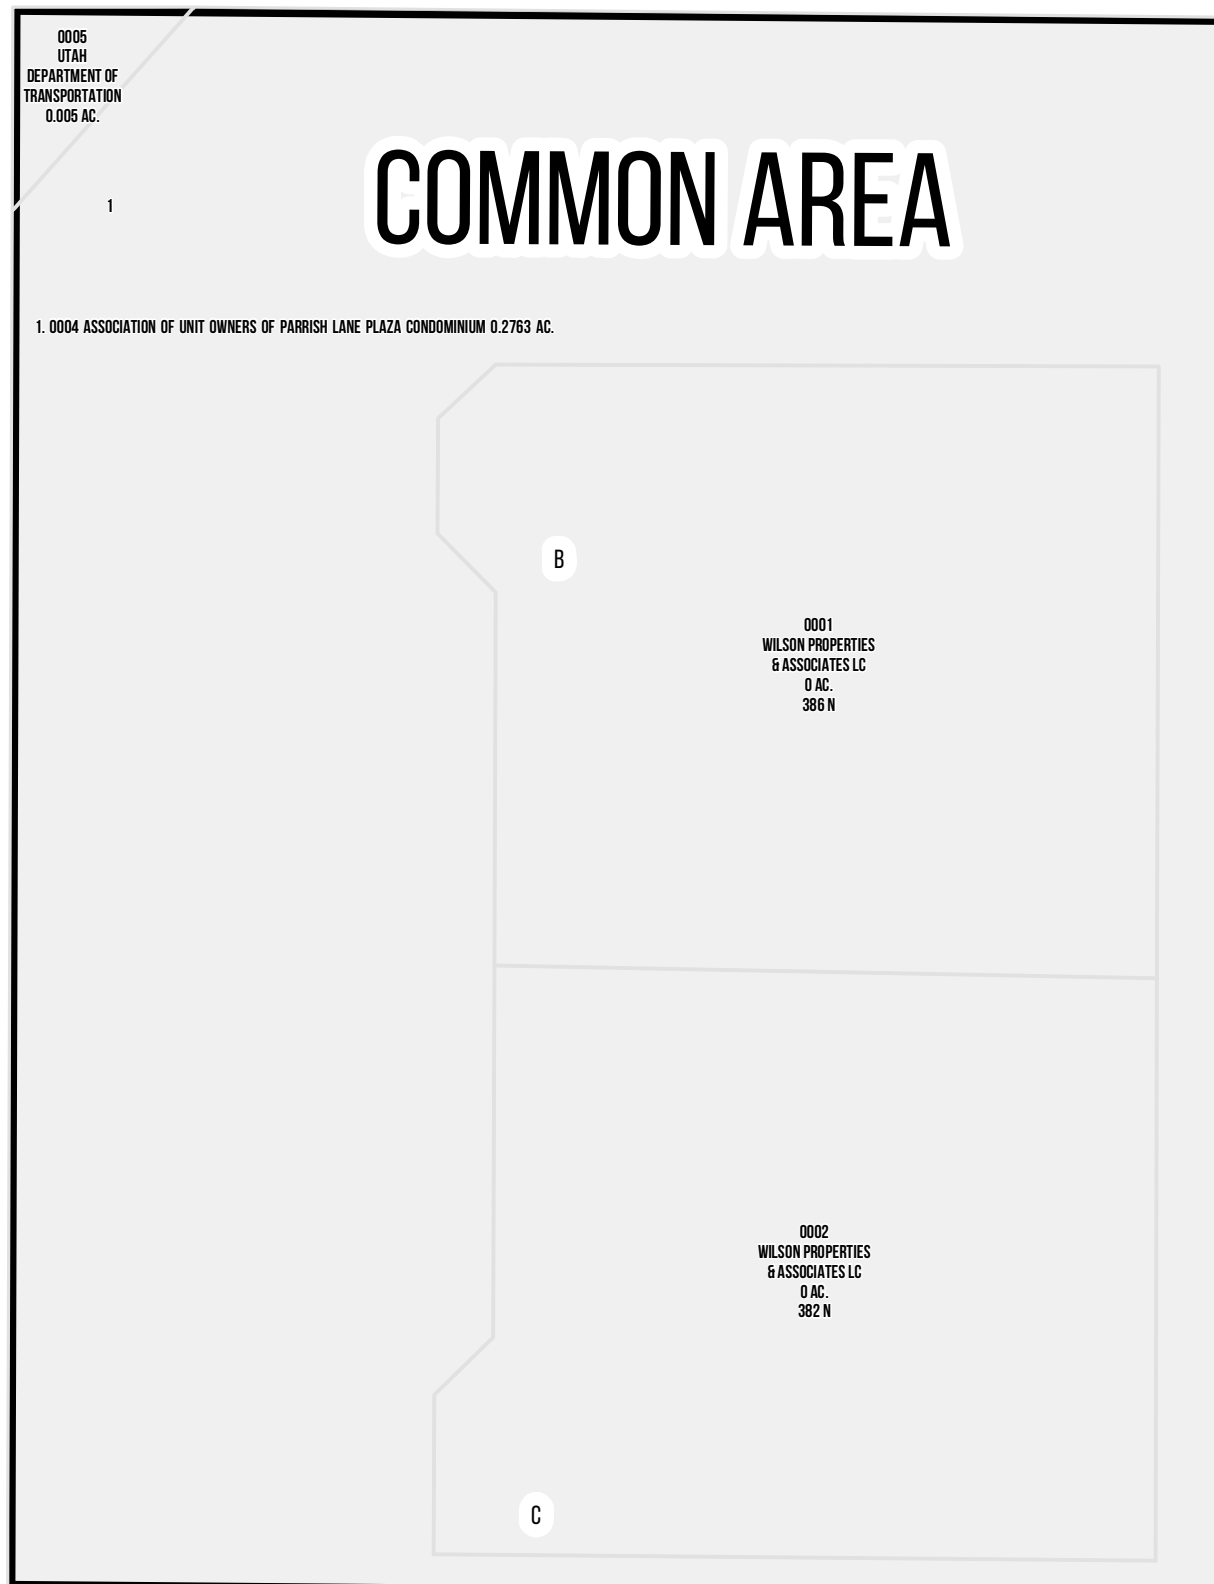 0005
UTAH
DEPARTMENT OF
TRANSPORTATION
0.005 AC.
COMMON AREA
1
1. 0004 ASSOCIATION OF UNIT OWNERS OF PARRISH LANE PLAZA CONDOMINIUM 0.2763 AC.
B
0001
WILSON PROPERTIES
& ASSOCIATES LC
0 AC.
386 N
0002
WILSON PROPERTIES
& ASSOCIATES LC
0 AC.
382 N
C